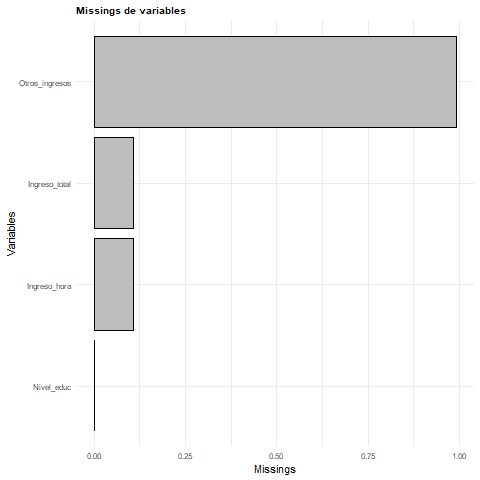 Missings de variables
Variables
Otros_ingresos
Ingreso_total
Ingreso_hora
Nivel_educ
0.00 0.25 0.50 0.75 1.00
Missings